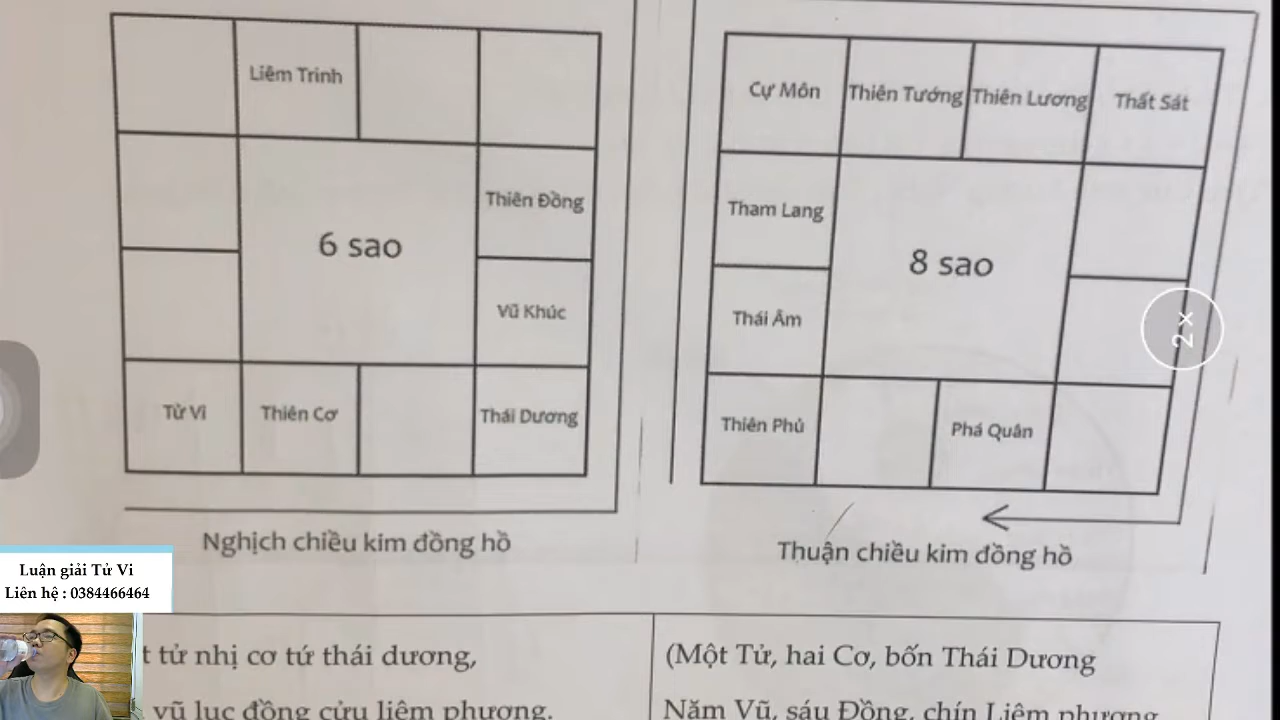 Liêm Trinh
Thiên Đồng
6 sao
Vũ Khúc
Tử Vi
Thiên Cơ
Thái Dương
Nghịch chiều kim đồng hồ
Cự Môn
Thiên Tướng
Thiên Lương
Thất Sát
Tham Lang
8 sao
Thái Âm
2×
Thiên Phủ
Phá Quân
Thuận chiều kim đồng hồ
Luận giải Tử Vi
Liên hệ : 0384466464
tử nhị cơ tứ thái dương,
vũ lục đồng cửu liêm phương.
(Một Tử, hai Cơ, bốn Thái Dương
Năm Vũ, sáu Đồng, chín Liêm phương